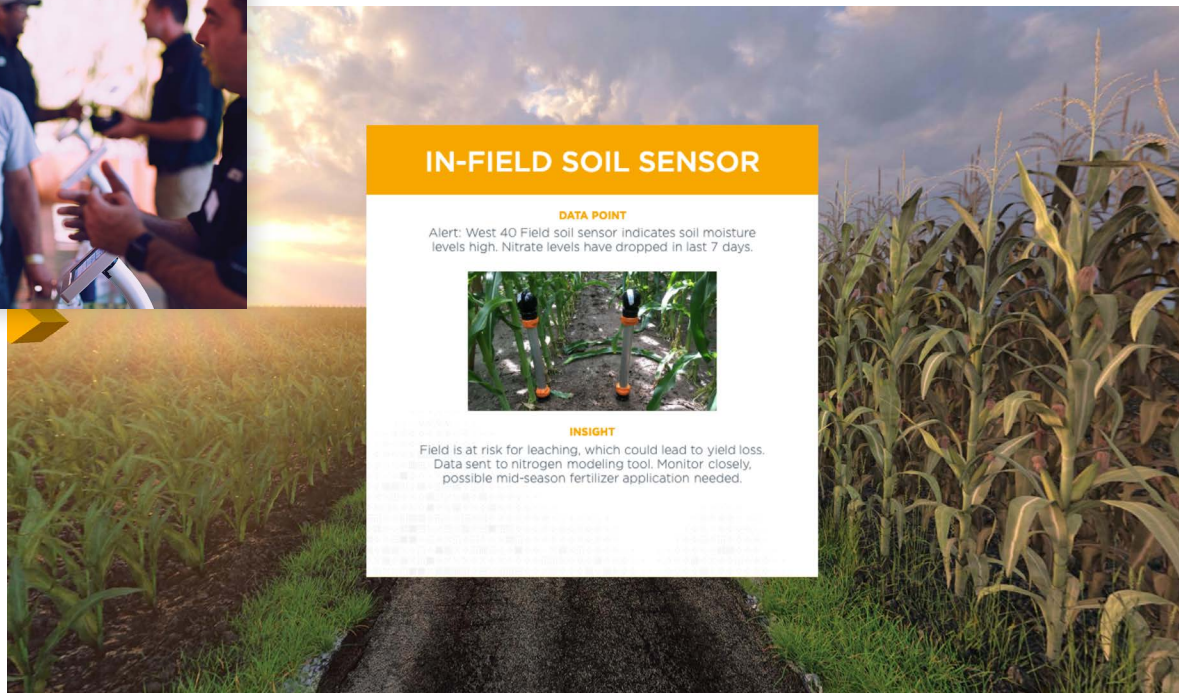 IN-FIELD SOIL SENSOR
DATA POINT
Alert: West 40 Field soil sensor indicates soil moisture
levels high. Nitrate levels have dropped in last 7 days.
INSIGHT
Field is at risk for leaching, which could lead to yield loss.
Data sent to nitrogen modeling tool. Monitor closely,
possible mid-season fertilizer application needed.